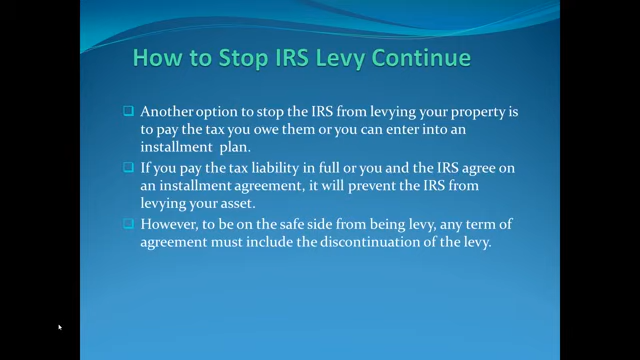 How to Stop IRS Levy Continue
Another option to stop the IRS from levying your property is
to pay the tax you owe them or you can enter into an
installment plan.
If you pay the tax liability in full or you and the IRS agree on
an installment agreement, it will prevent the IRS from
levying your asset.
However, to be on the safe side from being levy, any term of
agreement must include the discontinuation of the levy.